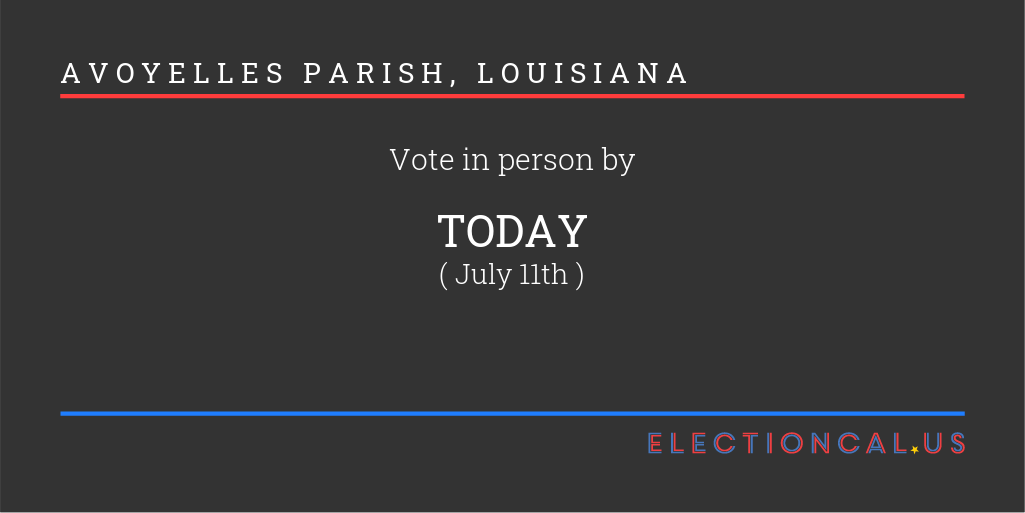 AVOYELLES PARISH, LOUISIANA
Vote in person by
TODAY
( July 11th )
ELECTIONCAL.US